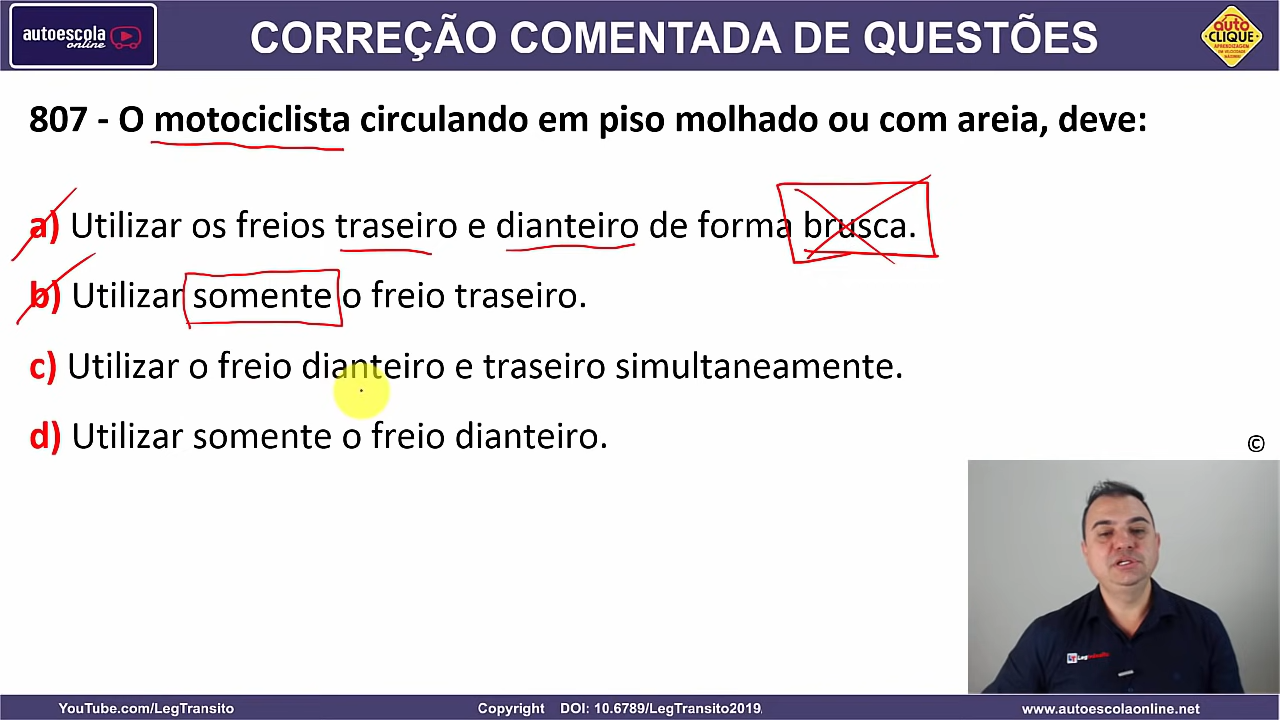 autoescola
online
CORREÇÃO COMENTADA DE QUESTÕES
auto
CLIQUE
807 - O motociclista circulando em piso molhado ou com areia, deve:
a) Utilizar os freios traseiro e dianteiro de forma brusca.
b) Utilizar somente o freio traseiro.
c) Utilizar o freio dianteiro e traseiro simultaneamente.
d) Utilizar somente o freio dianteiro.
©
YouTube.com/LegTransito
Copyright DOI: 10.6789/LegTransito2019.
www.autoescolaonline.net